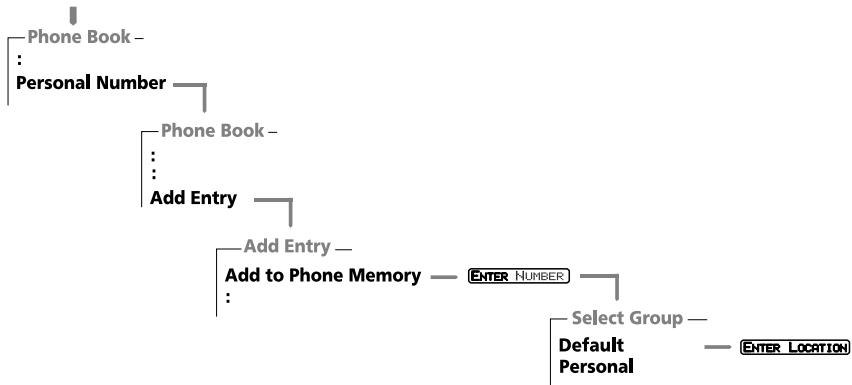 Phone Book
:
Personal Number
Phone Book
:
:
Add Entry
Add Entry
Add to Phone Memory ENTER NUMBER
:
Select Group
Default ENTER LOCATION
Personal